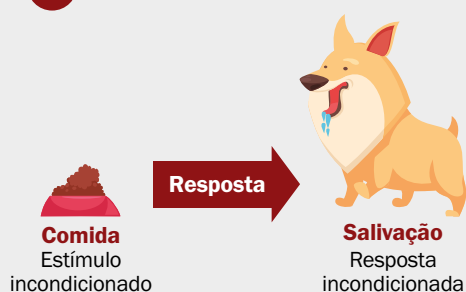 Resposta
Comida
Estímulo
incondicionado
Salivação
Resposta
incondicionada